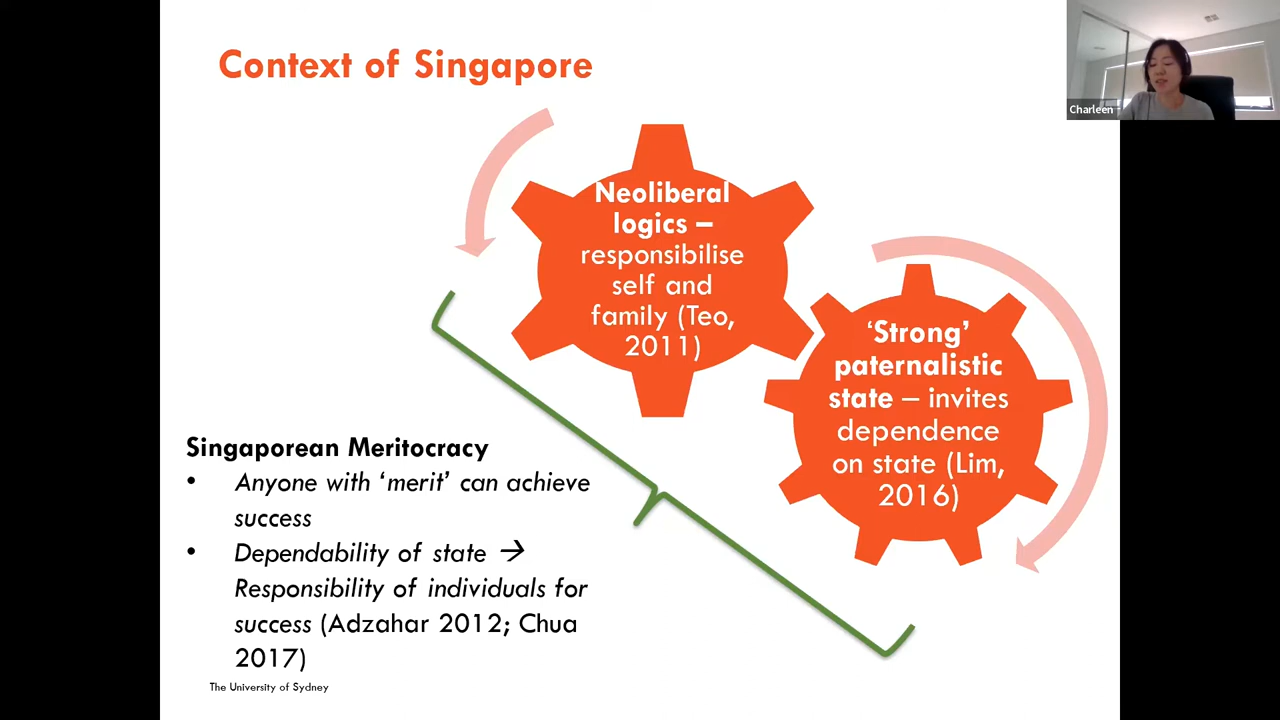 Context of Singapore
Charleen
Neoliberal
logics –
responsibilise
self and
family (Teo,
2011)
‘Strong’
paternalistic
state – invites
dependence
on state (Lim,
2016)
Singaporean Meritocracy
• Anyone with ‘merit’ can achieve
success
• Dependability of state →
Responsibility of individuals for
success (Adzahar 2012; Chua
2017)
The University of Sydney